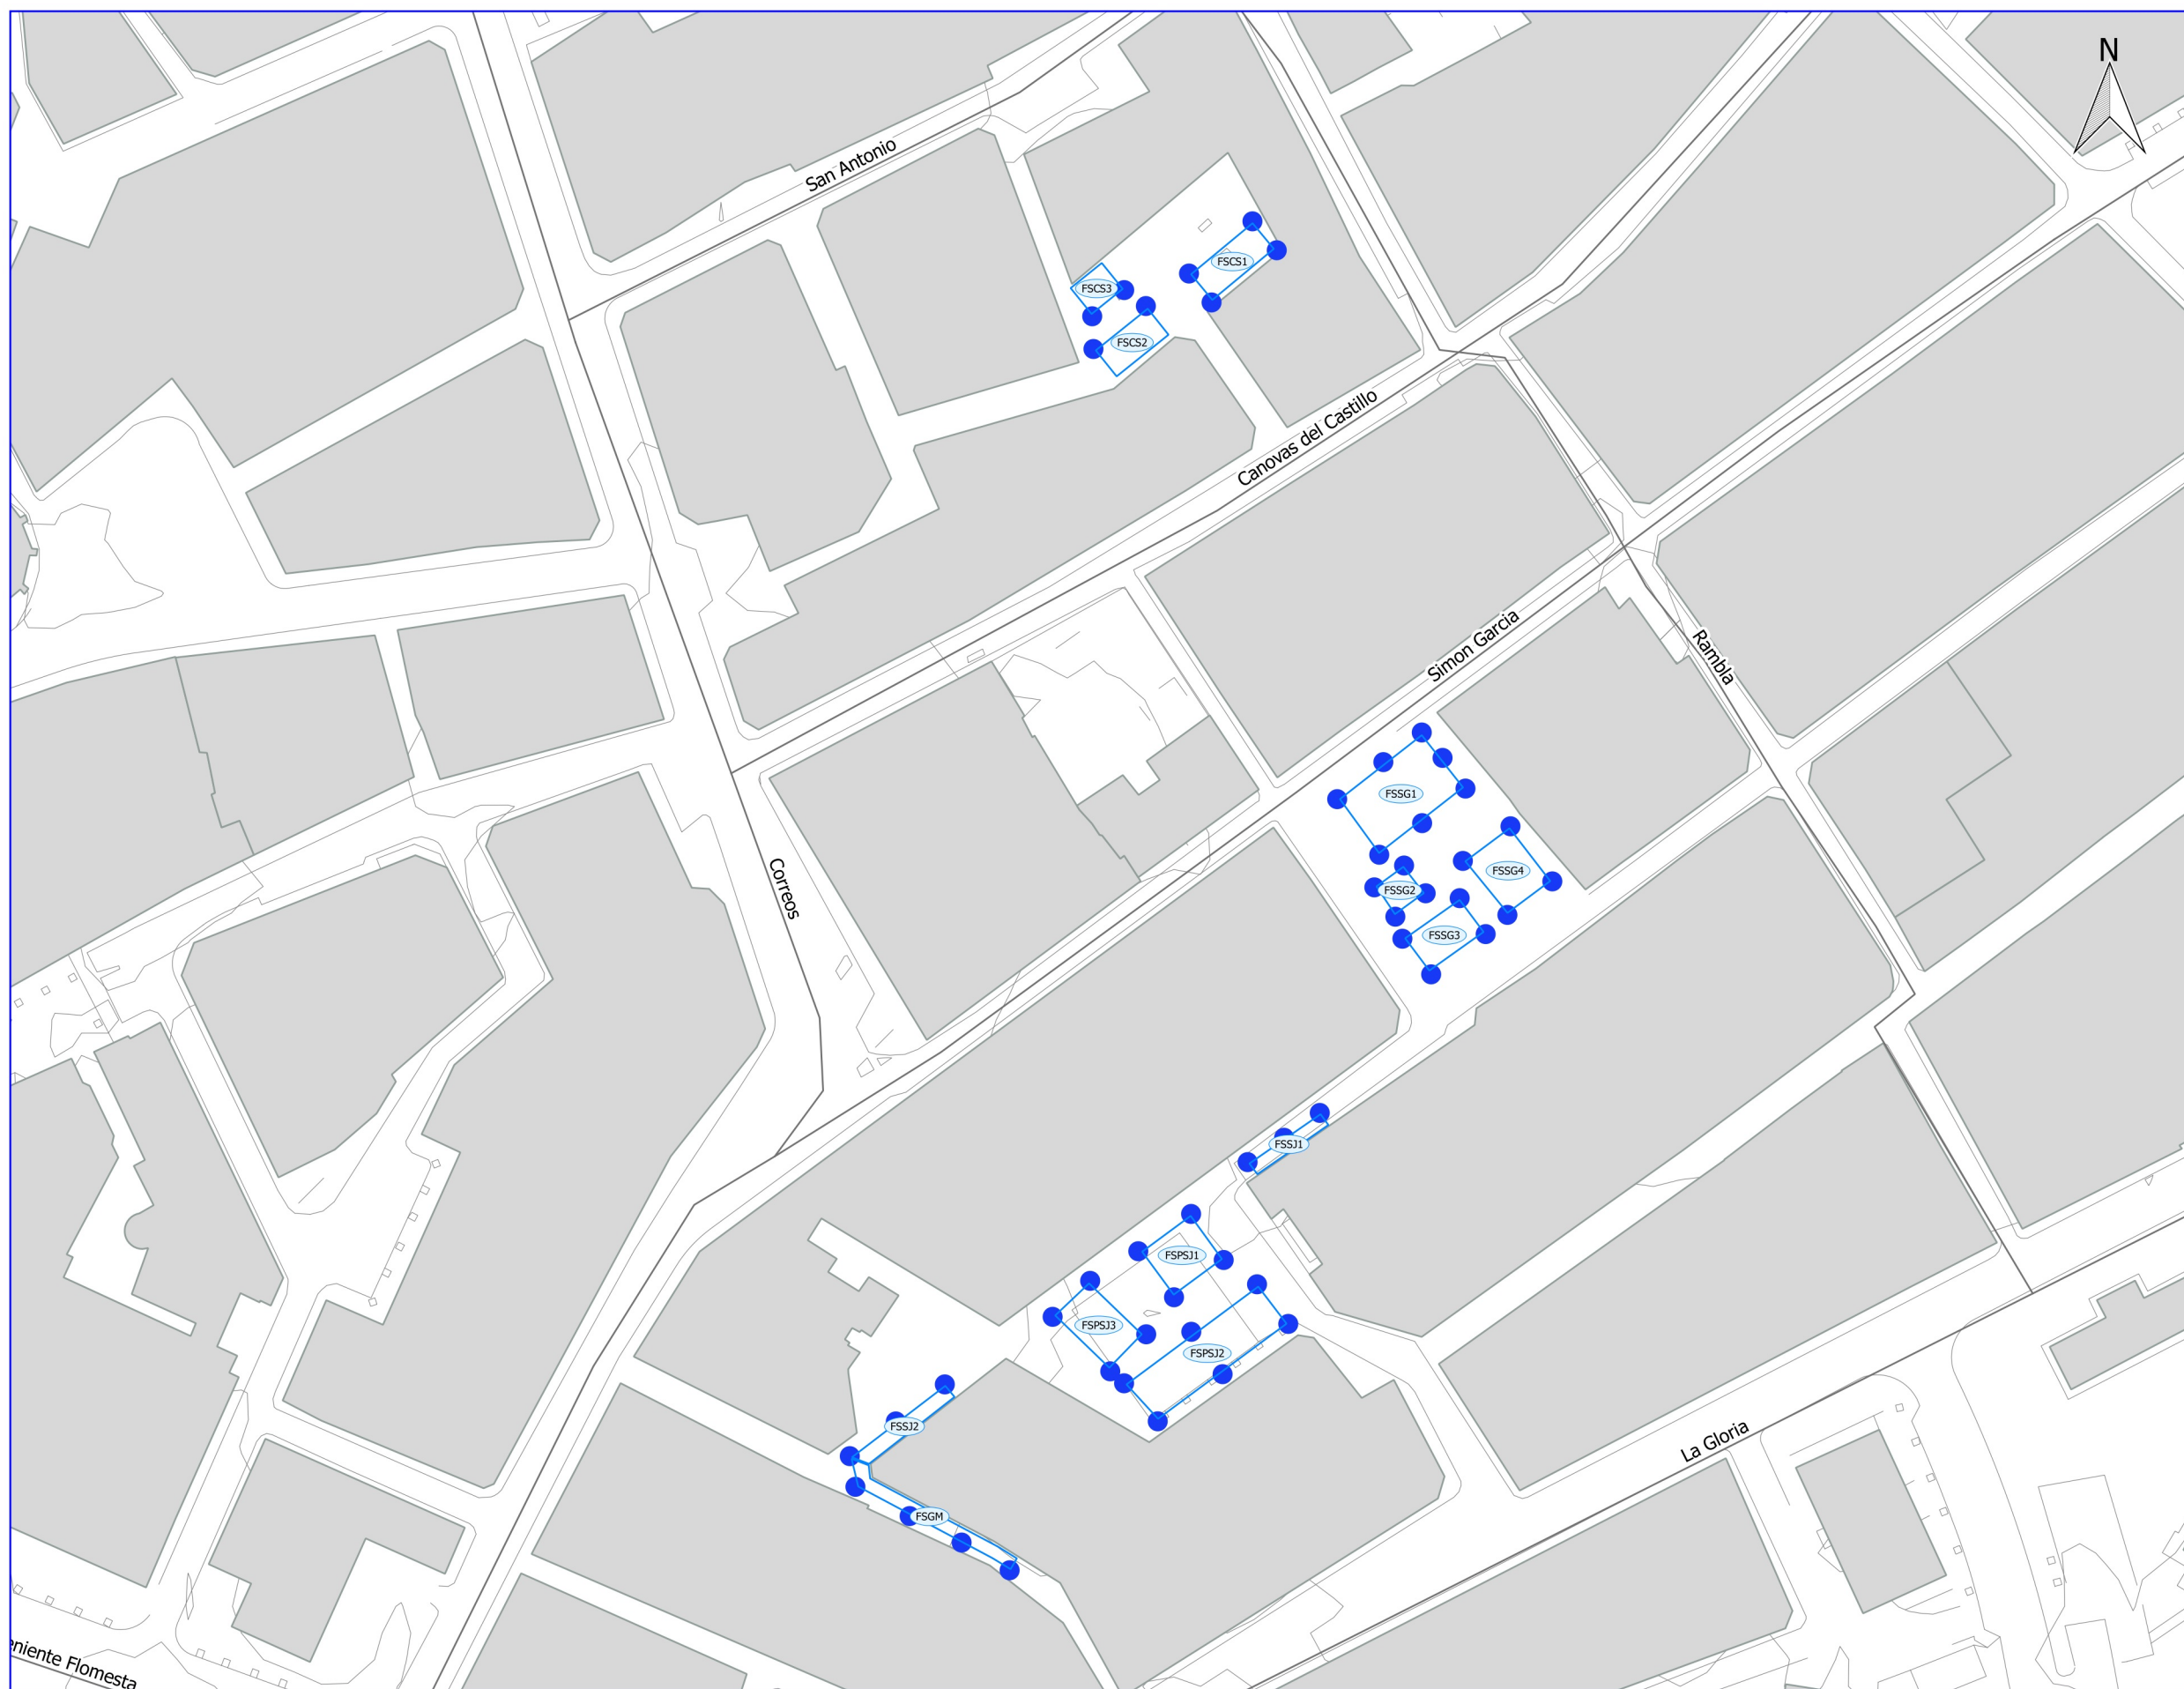 N
San Antonio
FSCS1
FSCS3
FSCS2
Canovas del Castillo
Simon Garcia
Rambla
FSSG1
FSSG4
FSSG2
Correos
FSSG3
FSSJ1
FSPSJ1
FSPSJ3
FSPSJ2
FSSJ2
La Gloria
FSGM
eniente Flomesta